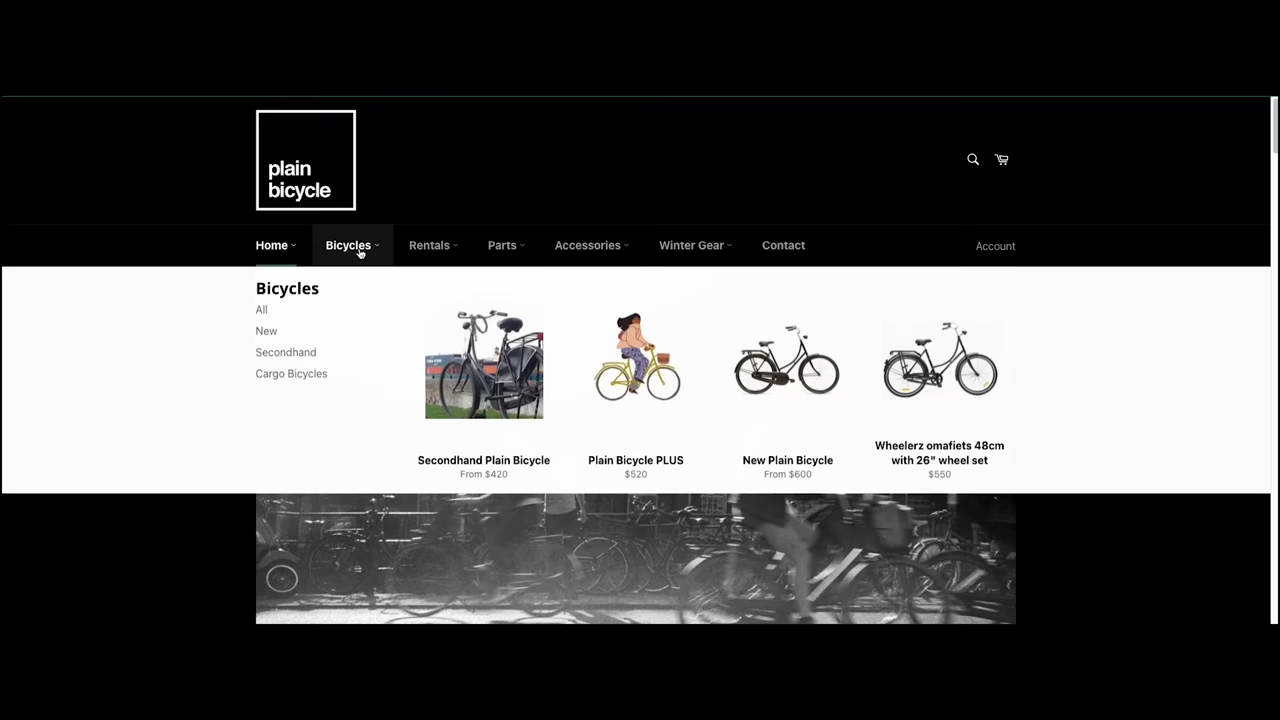 plain
bicycle
Home Bicycles Rentals Parts Accessories Winter Gear Contact Account
Bicycles
All
New
Secondhand
Cargo Bicycles
Secondhand Plain Bicycle
From $420
Plain Bicycle PLUS
$520
New Plain Bicycle
From $600
Wheelerz omafiets 48cm
with 26" wheel set
$550